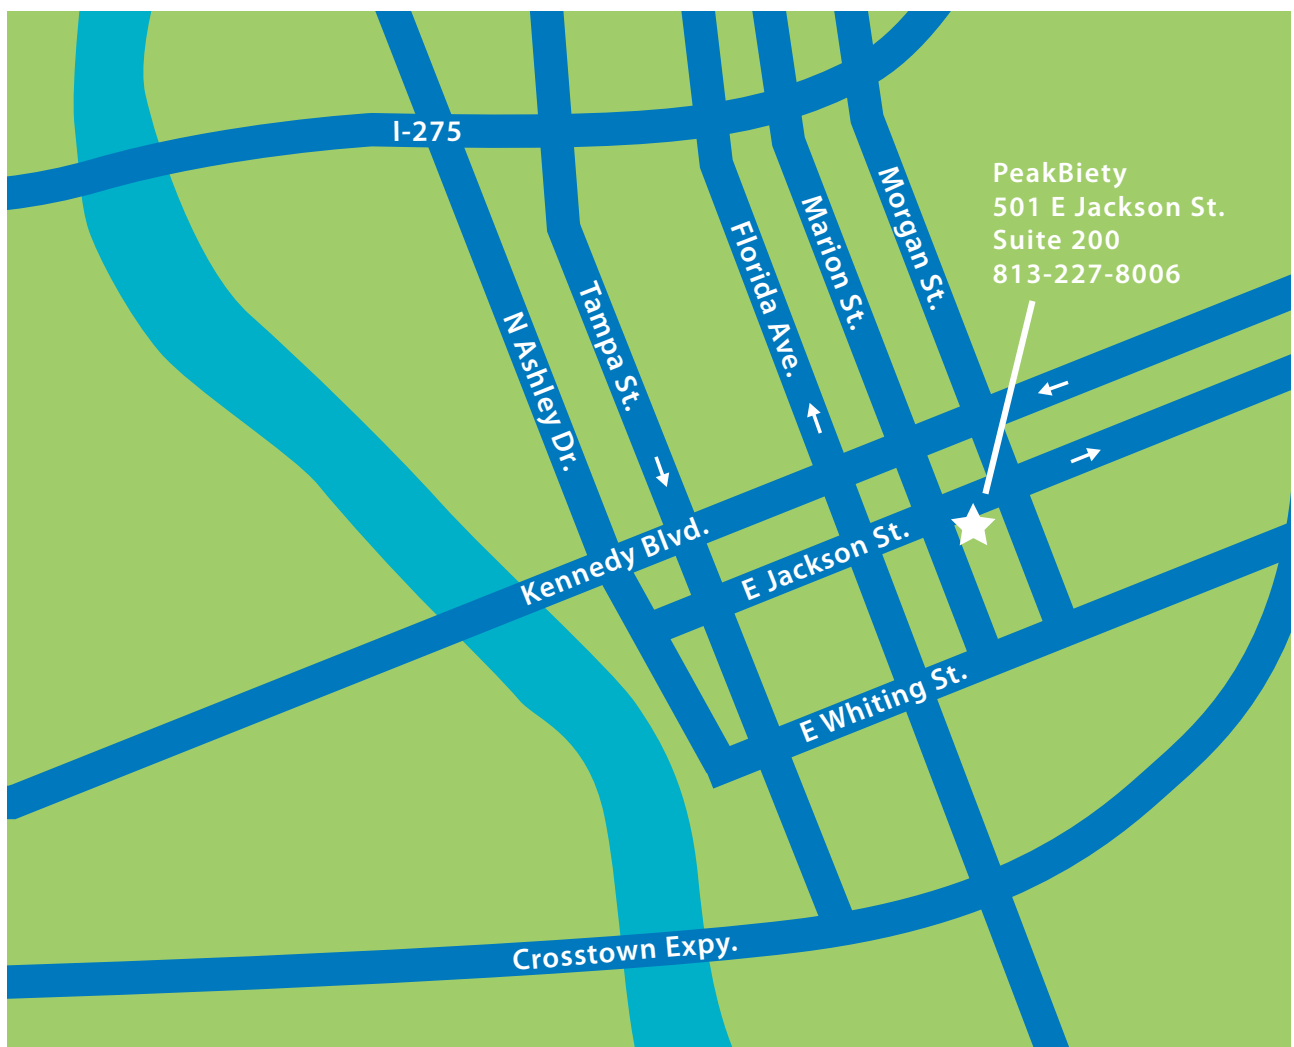 I-275
PeakBiety
501 E Jackson St.
Suite 200
813-227-8006
Morgan St.
Marion St.
Florida Ave.
Tampa St.
N Ashley Dr.
Kennedy Blvd.
E Jackson St.
E Whiting St.
Crosstown Expy.